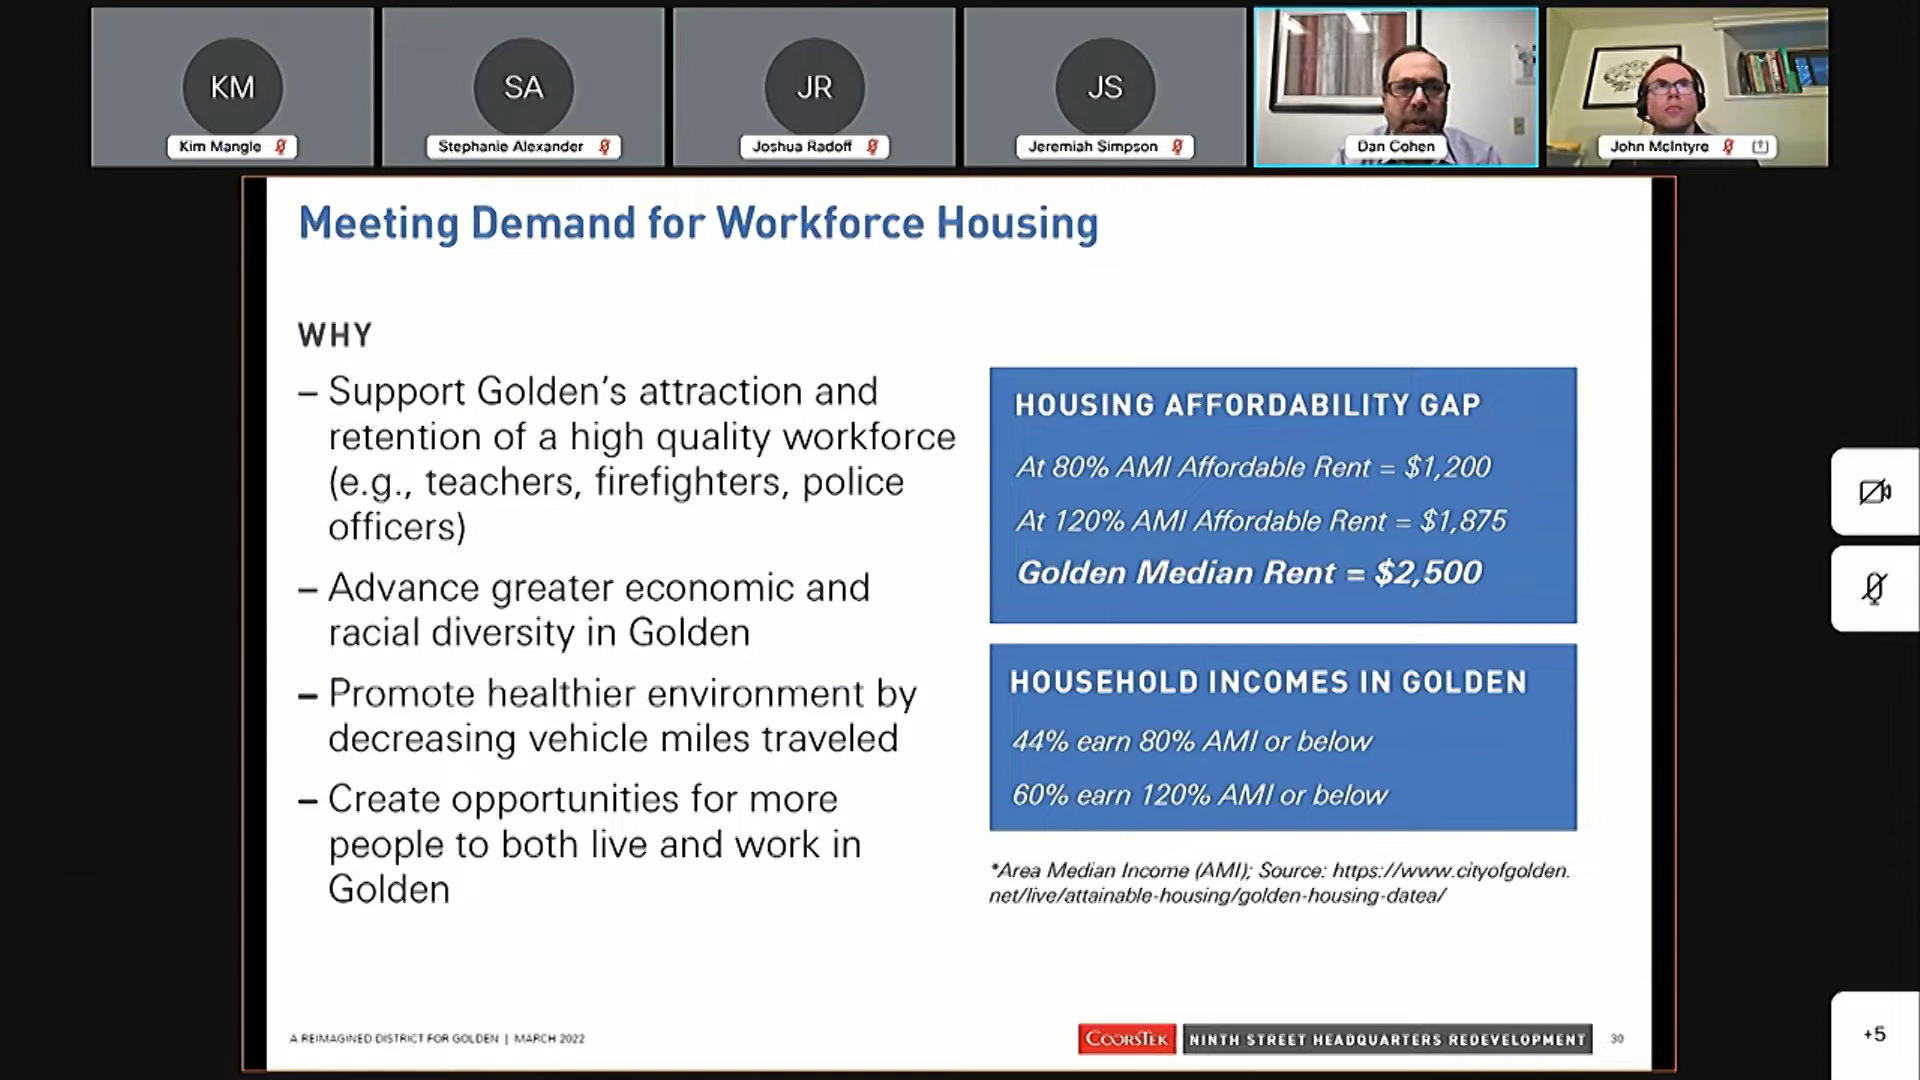 KM
SA
JR
JS
Kim Mangle
Stephanie Alexander
Joshua Radoff
Jeremiah Simpson
Dan Cohen
John McIntyre
Meeting Demand for Workforce Housing
WHY
– Support Golden's attraction and
retention of a high quality workforce
(e.g., teachers, firefighters, police
officers)
– Advance greater economic and
racial diversity in Golden
– Promote healthier environment by
decreasing vehicle miles traveled
– Create opportunities for more
people to both live and work in
Golden
HOUSING AFFORDABILITY GAP
At 80% AMI Affordable Rent = $1,200
At 120% AMI Affordable Rent = $1,875
Golden Median Rent = $2,500
HOUSEHOLD INCOMES IN GOLDEN
44% earn 80% AMI or below
60% earn 120% AMI or below
*Area Median Income (AMI); Source: https://www.cityofgolden.
net/live/attainable-housing/golden-housing-datea/
A REIMAGINED DISTRICT FOR GOLDEN | MARCH 2022
COORSTEK
NINTH STREET HEADQUARTERS REDEVELOPMENT
30
+5